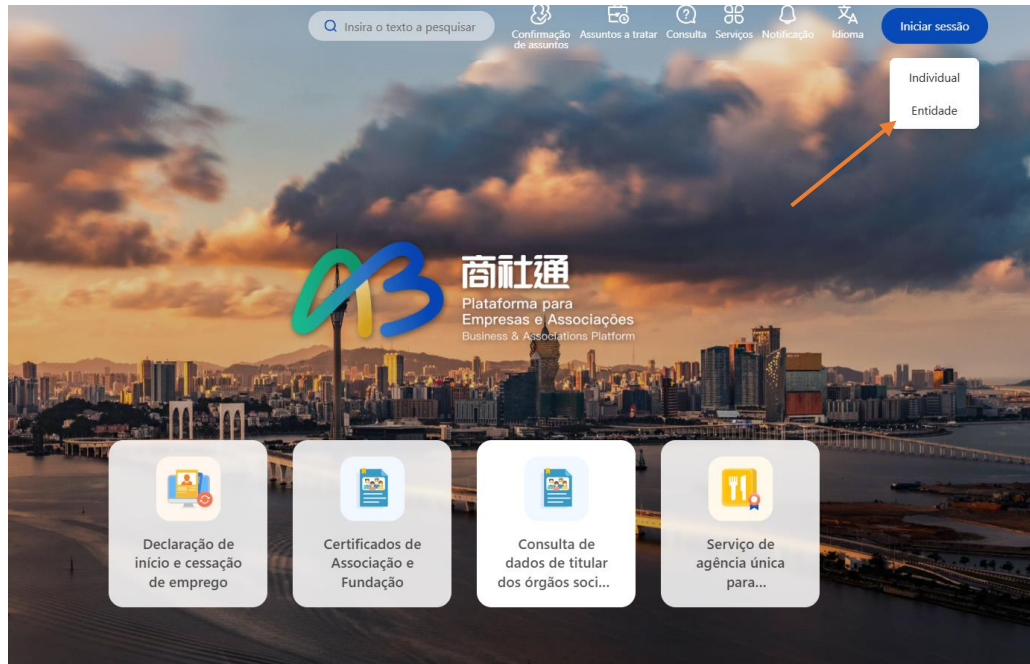 Insira o texto a pesquisar
Confirmação
de assuntos
Assuntos a tratar
Consulta
Serviços
Notificação
Idioma
Iniciar sessão
Individual
Entidade
商社通
Plataforma para
Empresas e Associações
Business & Associations Platform
Declaração de
início e cessação
de emprego
Certificados de
Associação e
Fundação
Consulta de
dados de titular
dos órgãos soci...
Serviço de
agência única
para...